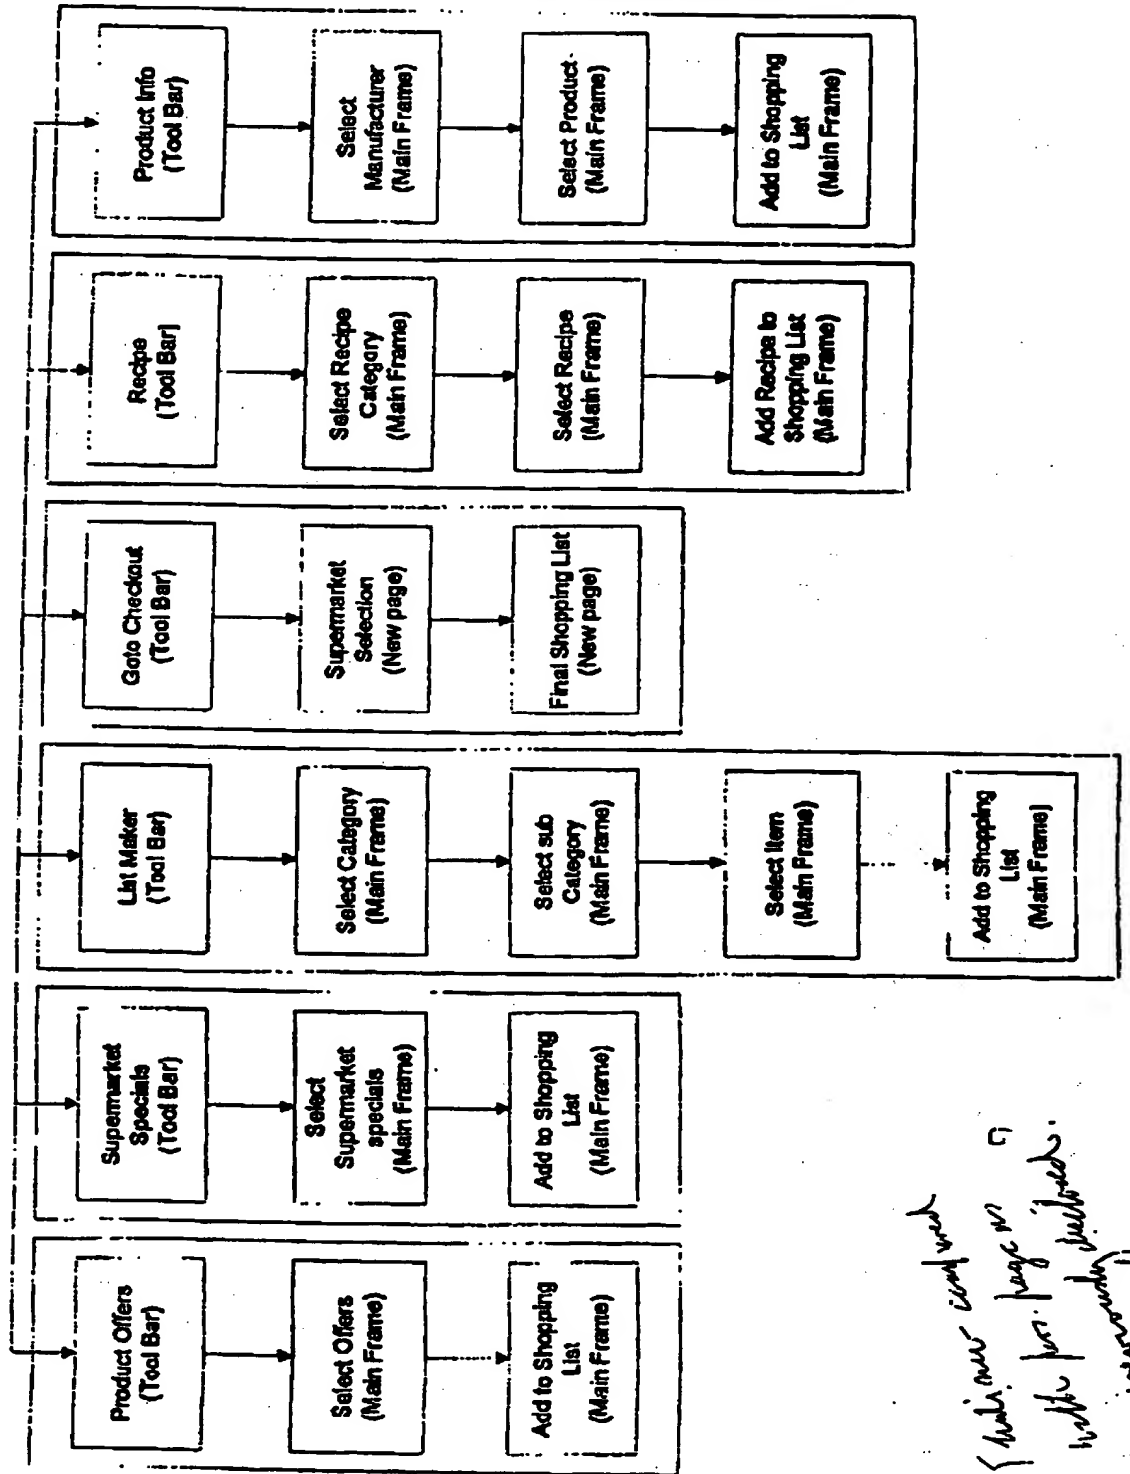 Product Offers
(Tool Bar)
Select Offers
(Main Frame)
Add to Shopping
List
(Main Frame)
Supermarket
Specials
(Tool Bar)
Select
Supermarket
specials
(Main Frame)
Add to Shopping
List
(Main Frame)
List Maker
(Tool Bar)
Select Category
(Main Frame)
Select sub
Category
(Main Frame)
Select Item
(Main Frame)
Add to Shopping
List
(Main Frame)
Goto Checkout
(Tool Bar)
Supermarket
Selection
(New page)
Final Shopping List
(New page)
Recipe
(Tool Bar)
Select Recipe
Category
(Main Frame)
Select Recipe
(Main Frame)
Add Recipe to
Shopping List
(Main Frame)
Product Info
(Tool Bar)
Select
Manufacturer
(Main Frame)
Select Product
(Main Frame)
Add to Shopping
List
(Main Frame)